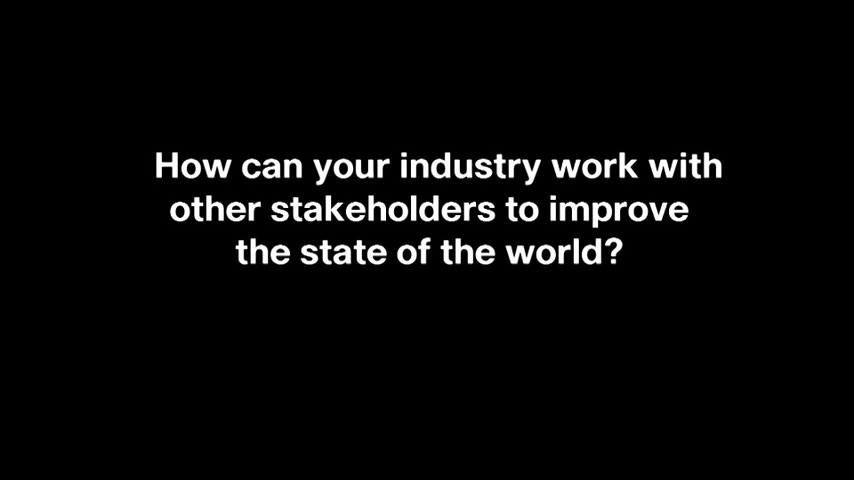 How can your industry work with
other stakeholders to improve
the state of the world?